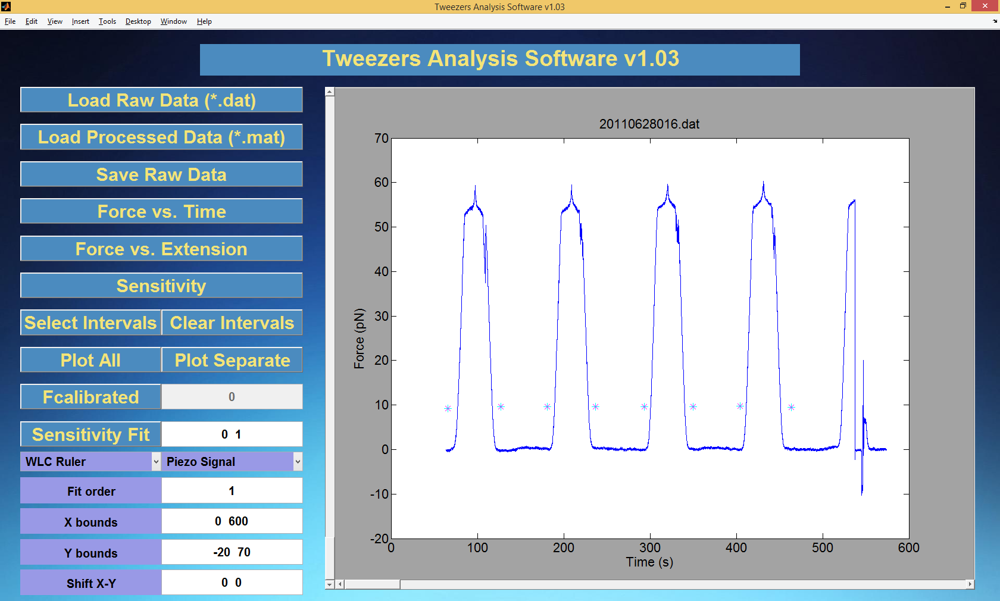 Tweezers Analysis Software v1.03
File Edit View Insert Tools Desktop Window Help
Tweezers Analysis Software v1.03
Load Raw Data (*.dat)
Load Processed Data (*.mat)
Save Raw Data
Force vs. Time
Force vs. Extension
Sensitivity
Select Intervals Clear Intervals
Plot All Plot Separate
Fcalibrated 0
Sensitivity Fit 0 1
WLC Ruler Piezo Signal
Fit order 1
X bounds 0 600
Y bounds -20 70
Shift X-Y 0 0
20110628016.dat
70
60
50
40
30
20
10
0
-10
-20
Force (pN)
0 100 200 300 400 500 600
Time (s)